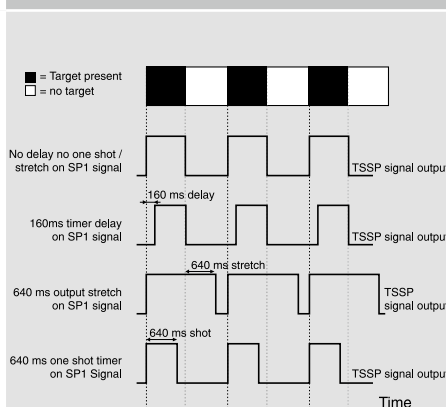 = Target present
= no target
No delay no one shot /
stretch on SP1 signal
TSSP signal output
160 ms delay
160ms timer delay
on SP1 signal
TSSP signal output
640 ms stretch
640 ms output stretch
on SP1 signal
TSSP
signal output
640 ms shot
640 ms one shot timer
on SP1 Signal
TSSP signal output
Time